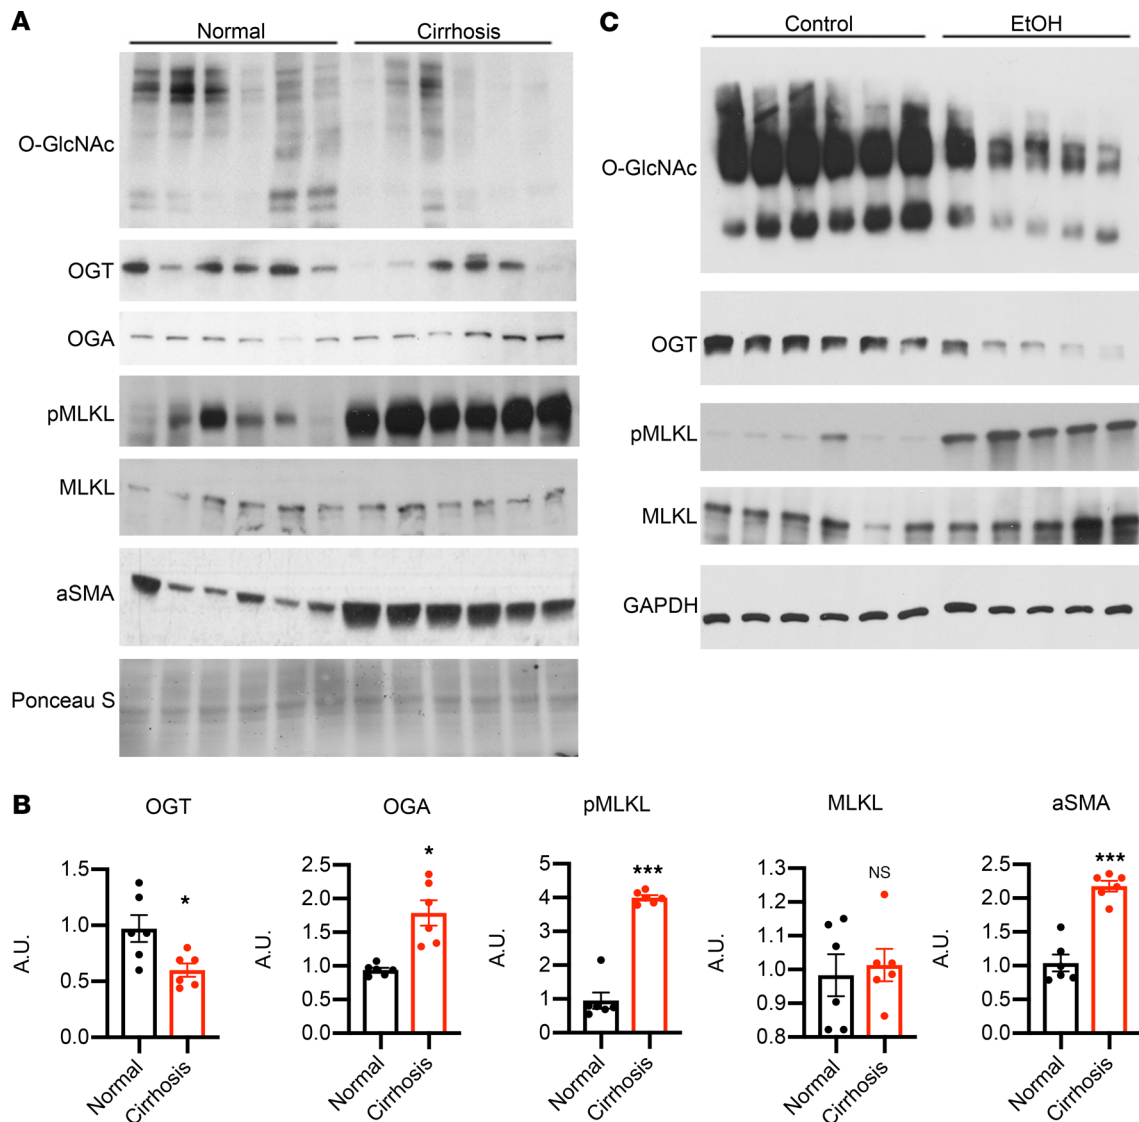 A
Normal
Cirrhosis
O-GlcNAc
OGT
OGA
pMLKL
MLKL
aSMA
Ponceau S
C
Control
EtOH
O-GlcNAc
OGT
pMLKL
MLKL
GAPDH
B
OGT
A.U.
1.5
1.0
0.5
0.0
*
Normal
Cirrhosis
OGA
A.U.
2.5
2.0
1.5
1.0
0.5
0.0
*
Normal
Cirrhosis
pMLKL
A.U.
5
4
3
2
1
0
***
Normal
Cirrhosis
MLKL
A.U.
1.3
1.2
1.1
1.0
0.9
0.8
NS
Normal
Cirrhosis
aSMA
A.U.
2.5
2.0
1.5
1.0
0.5
0.0
***
Normal
Cirrhosis